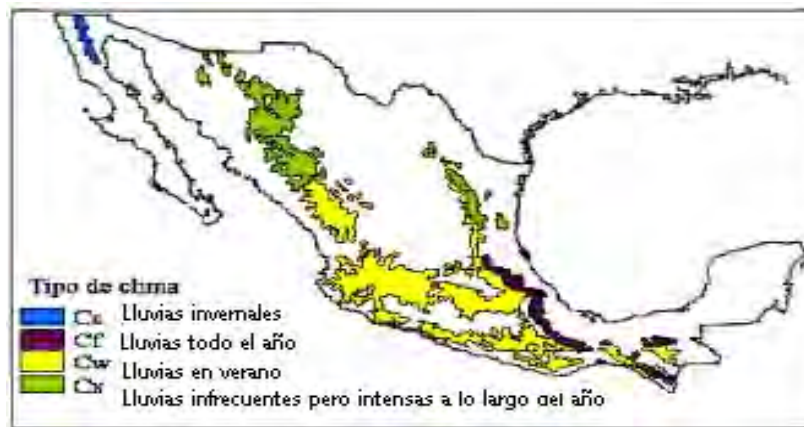 Tipo de clima
Cs Lluvias invernales
Cf Lluvias todo el año
Cw Lluvias en verano
Cx Lluvias infrecuentes pero intensas a lo largo del año